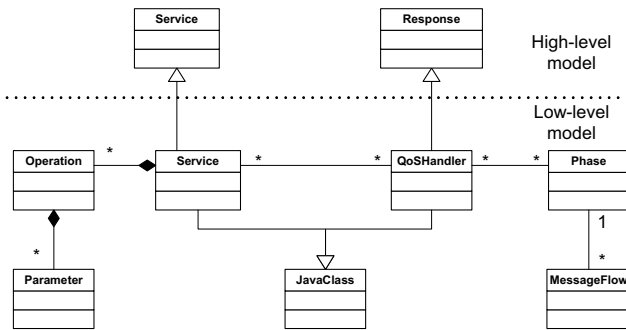 Service
Response
High-level
model
Low-level
model
Operation
*
Service
*
*
QoSHandler
*
*
Phase
*
1
*
Parameter
JavaClass
MessageFlow